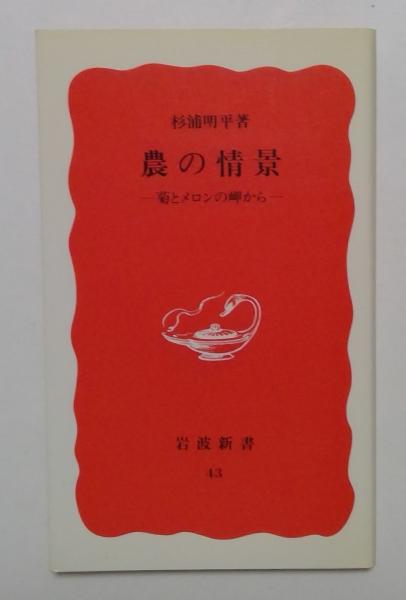 杉浦明平著
農の情景
―菊とメロンの岬から―
岩波新書
43